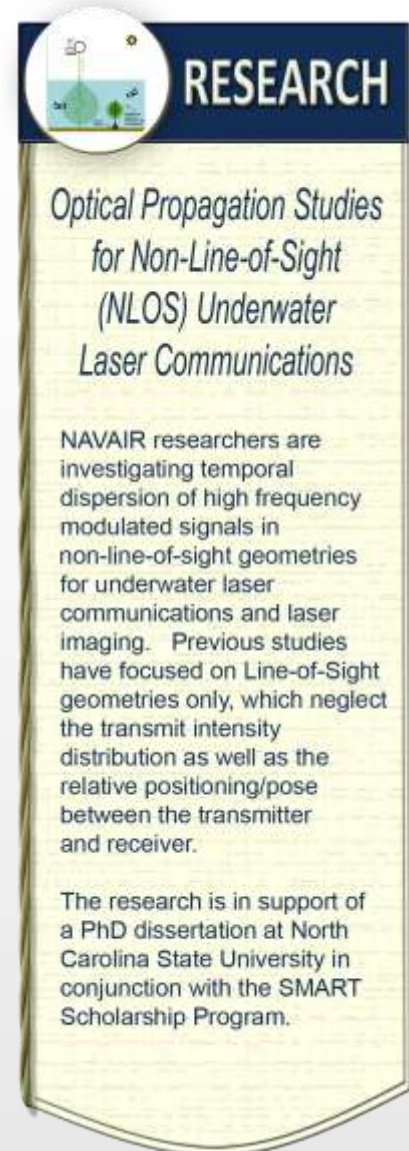 RESEARCH
Optical Propagation Studies
for Non-Line-of-Sight
(NLOS) Underwater
Laser Communications
NAVAIR researchers are
investigating temporal
dispersion of high frequency
modulated signals in
non-line-of-sight geometries
for underwater laser
communications and laser
imaging. Previous studies
have focused on Line-of-Sight
geometries only, which neglect
the transmit intensity
distribution as well as the
relative positioning/pose
between the transmitter
and receiver.
The research is in support of
a PhD dissertation at North
Carolina State University in
conjunction with the SMART
Scholarship Program.